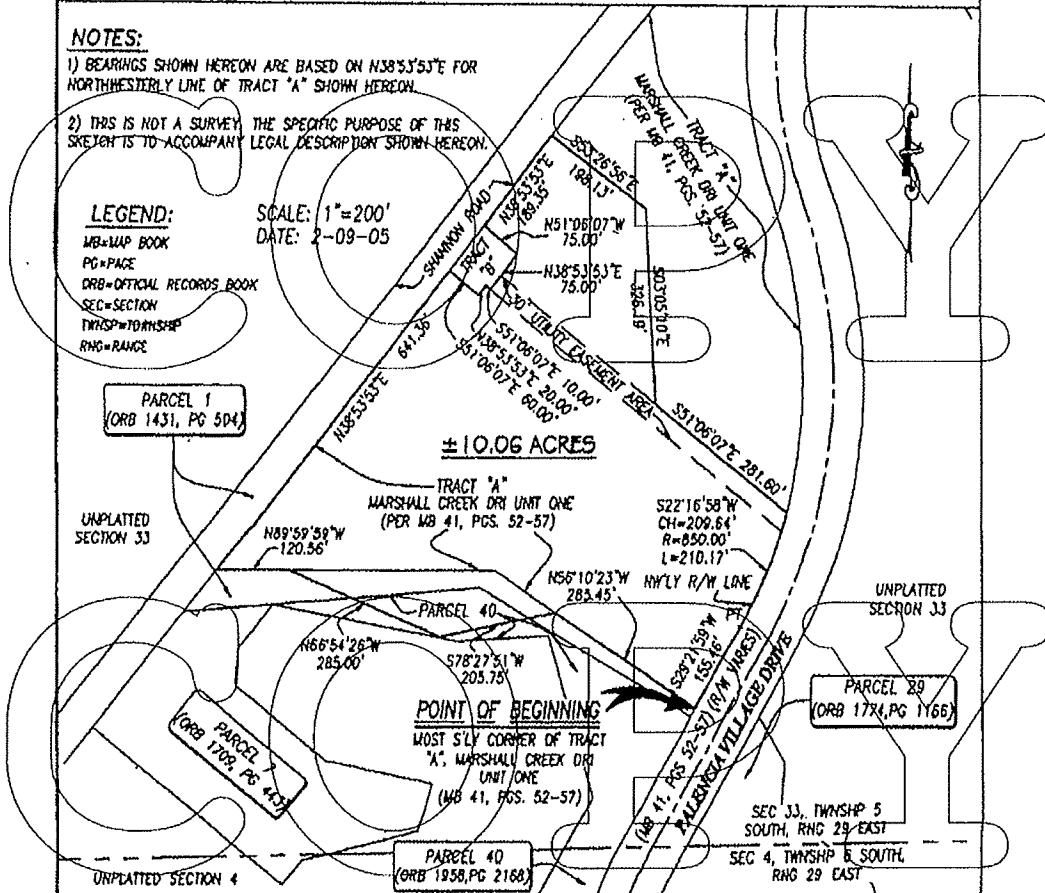 NOTES:
1) BEARINGS SHOWN HEREON ARE BASED ON N38°53'53"E FOR
NORTHWESTERLY LINE OF TRACT "A" SHOWN HEREON.
2) THIS IS NOT A SURVEY. THE SPECIFIC PURPOSE OF THIS
SKETCH IS TO ACCOMPANY LEGAL DESCRIPTION SHOWN HEREON.
LEGEND:
MB=MAP BOOK
PG=PAGE
ORB=OFFICIAL RECORDS BOOK
SEC=SECTION
TWNSP=TOWNSHIP
RNG=RANGE
SCALE: 1"=200'
DATE: 2-09-05
COPY
COPY
SHANNON ROAD
N38°53'53"E
189.35'
S53°26'56"E
198.13'
TRACT "A"
MARSHALL CREEK DRI UNIT ONE
(PER MB 41, PGS. 52-57)
N51°06'07"W
75.00'
TRACT
"B"
N38°53'53"E
75.00'
S03°05'10"E
326.19'
30' UTILITY EASEMENT AREA
S51°06'07"E 10.00'
N38°53'53"E 20.00'
S51°06'07"E 60.00'
N38°53'53"E 641.36'
S51°06'07"E 281.60'
PARCEL 1
(ORB 1431, PG 504)
±10.06 ACRES
TRACT "A"
MARSHALL CREEK DRI UNIT ONE
(PER MB 41, PGS. 52-57)
UNPLATTED
SECTION 33
N89°59'59"W
120.56'
S22°16'58"W
CH=209.64'
R=850.00'
L=210.17'
NW'LY R/W LINE
PT
N56°10'23"W
285.45'
UNPLATTED
SECTION 33
PARCEL 40
N66°54'26"W
285.00'
S78°27'51"W
203.75'
S29°21'59"W
155.46'
POINT OF BEGINNING
MOST S'LY CORNER OF TRACT
"A", MARSHALL CREEK DRI
UNIT ONE
(MB 41, PGS. 52-57)
PARCEL 29
(ORB 1774,PG 1166)
PARCEL 7
(ORB 1709, PG 443)
(MB 41, PGS 52-57) (R/W VARIES)
PALENSIA VILLAGE DRIVE
SEC 33, TWNSHP 5
SOUTH, RNG 29 EAST
SEC 4, TWNSHP 6 SOUTH,
RNG 29 EAST
UNPLATTED SECTION 4
PARCEL 40
(ORB 1958,PG 2168)